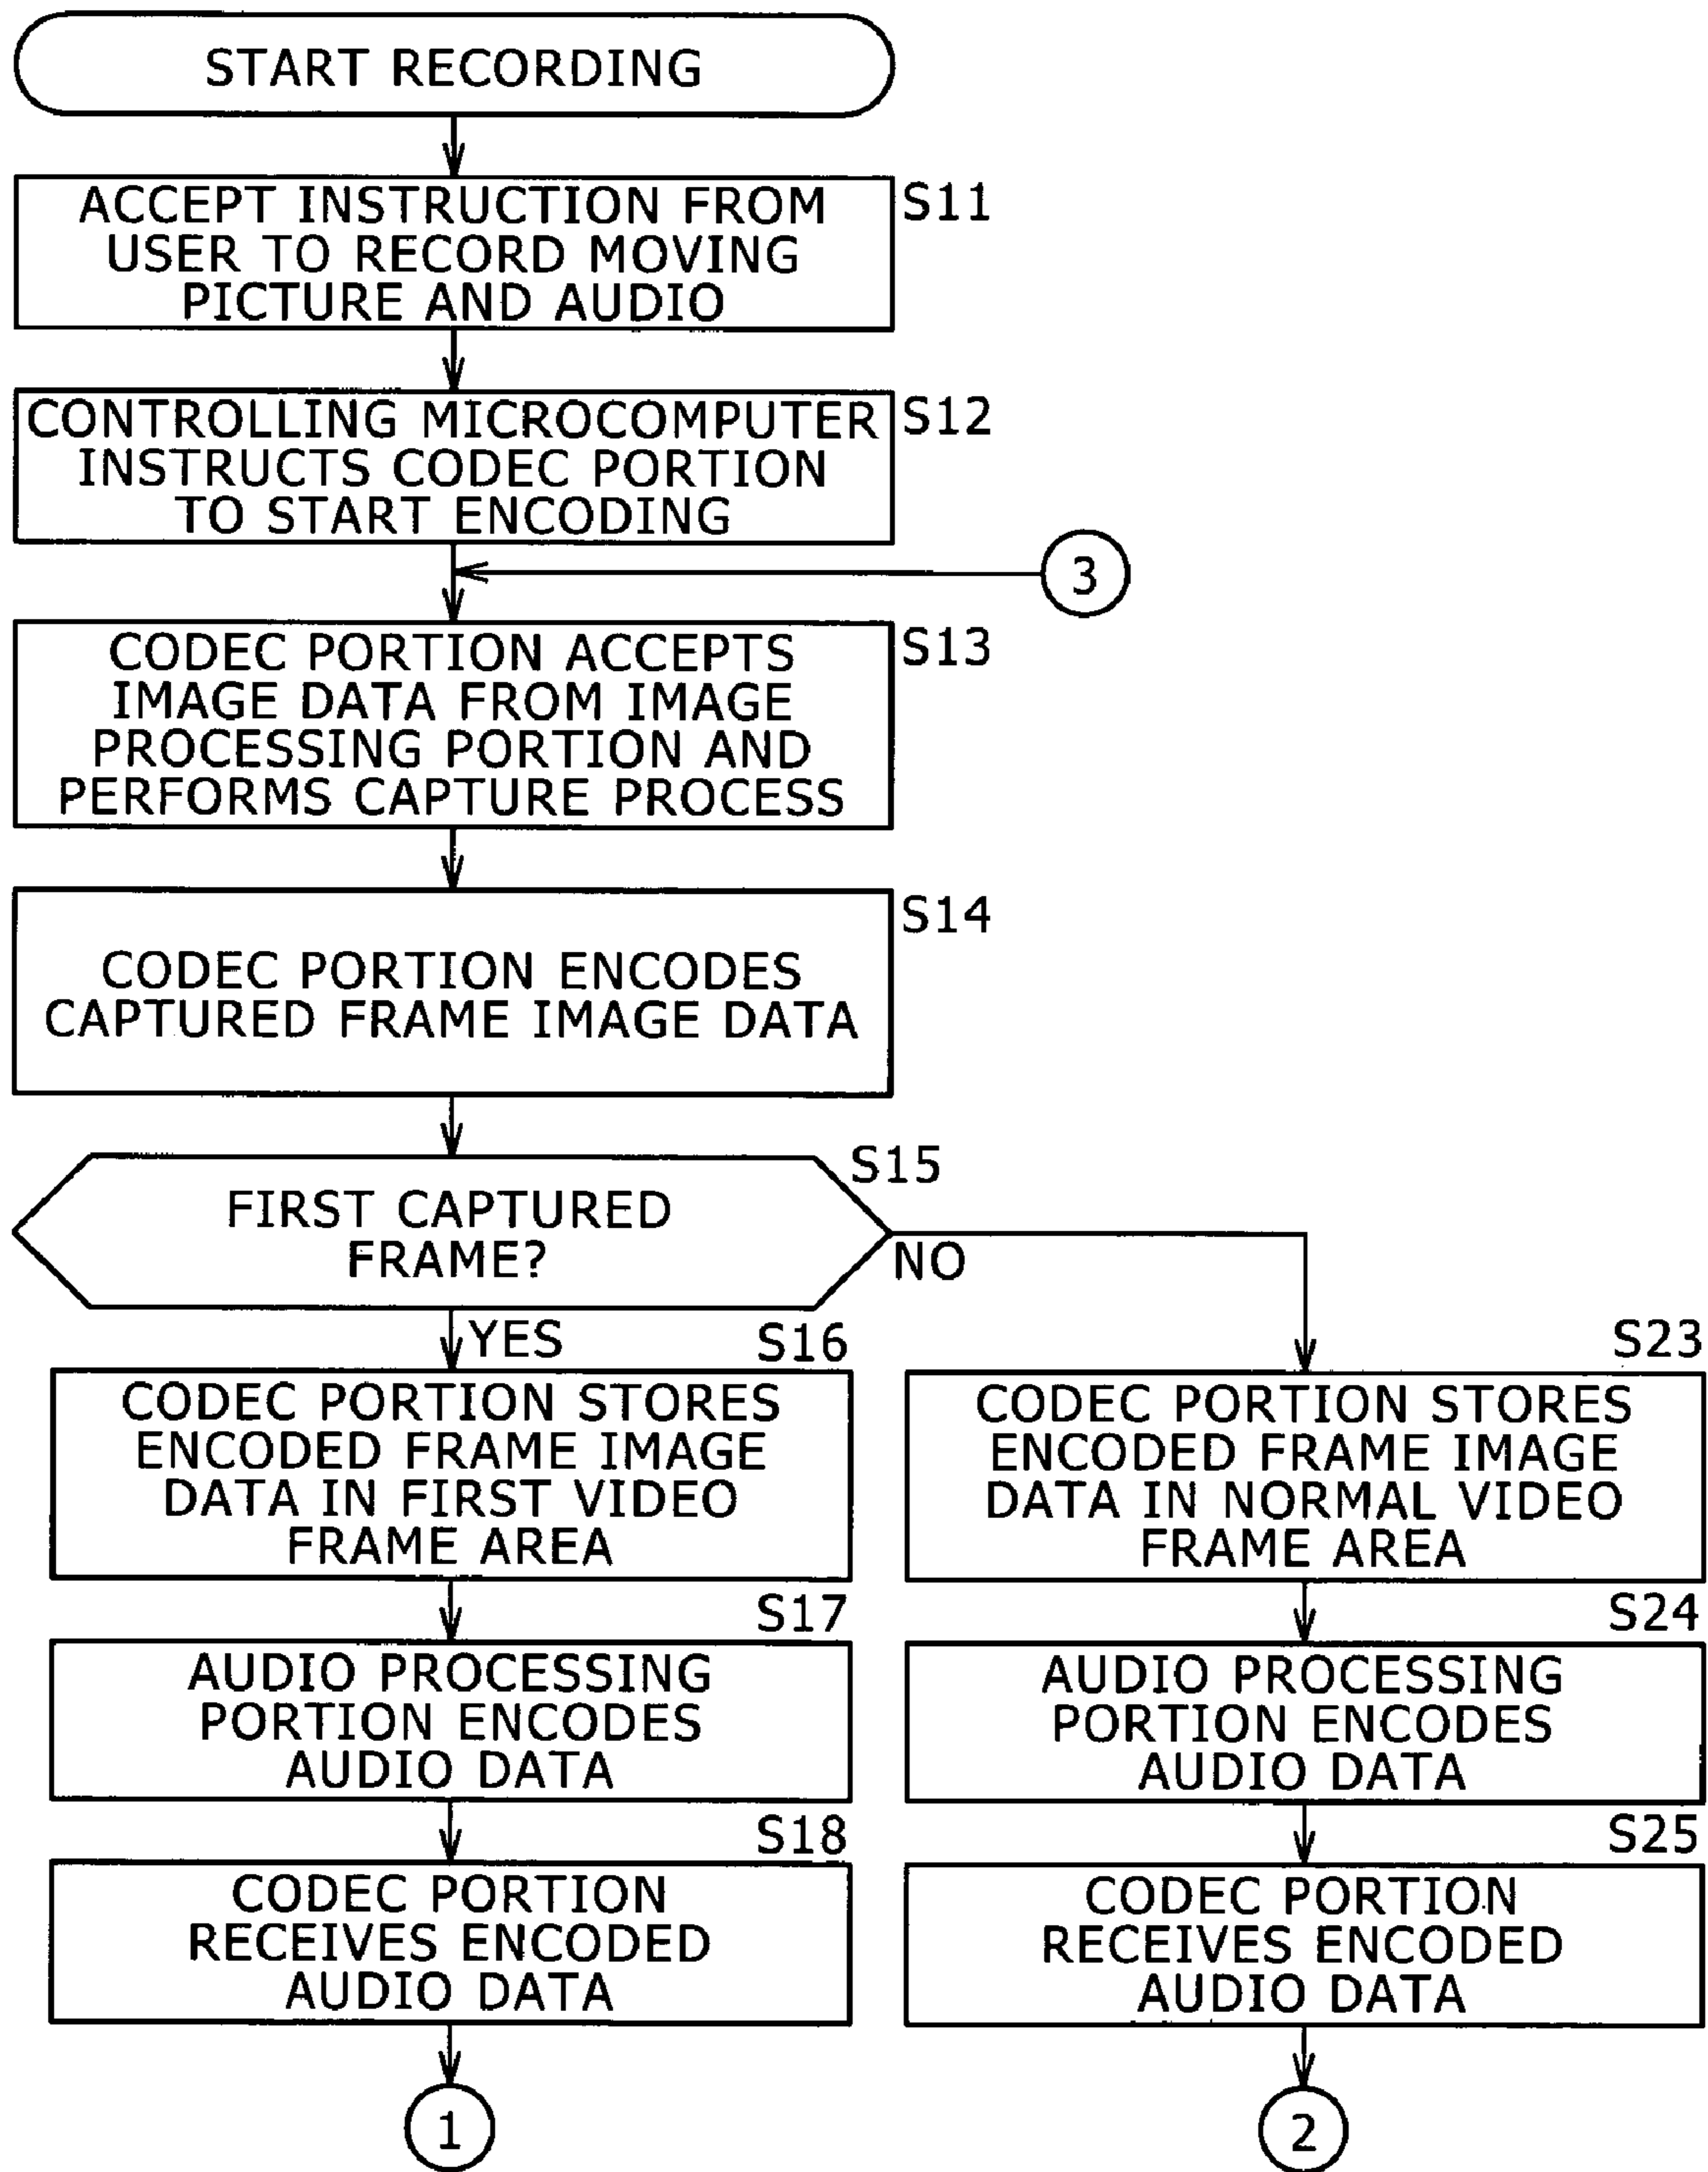 START RECORDING
ACCEPT INSTRUCTION FROM
USER TO RECORD MOVING
PICTURE AND AUDIO
S11
CONTROLLING MICROCOMPUTER
INSTRUCTS CODEC PORTION
TO START ENCODING
S12
3
CODEC PORTION ACCEPTS
IMAGE DATA FROM IMAGE
PROCESSING PORTION AND
PERFORMS CAPTURE PROCESS
S13
CODEC PORTION ENCODES
CAPTURED FRAME IMAGE DATA
S14
FIRST CAPTURED
FRAME?
S15
NO
YES
S16
CODEC PORTION STORES
ENCODED FRAME IMAGE
DATA IN FIRST VIDEO
FRAME AREA
S17
AUDIO PROCESSING
PORTION ENCODES
AUDIO DATA
S18
CODEC PORTION
RECEIVES ENCODED
AUDIO DATA
1
S23
CODEC PORTION STORES
ENCODED FRAME IMAGE
DATA IN NORMAL VIDEO
FRAME AREA
S24
AUDIO PROCESSING
PORTION ENCODES
AUDIO DATA
S25
CODEC PORTION
RECEIVES ENCODED
AUDIO DATA
2